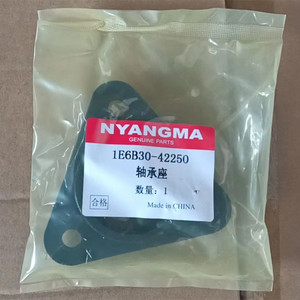 NYANGMA
GENUINE PARTS
1E6B30-42250
轴承座
数量：1
合格
Made in CHINA